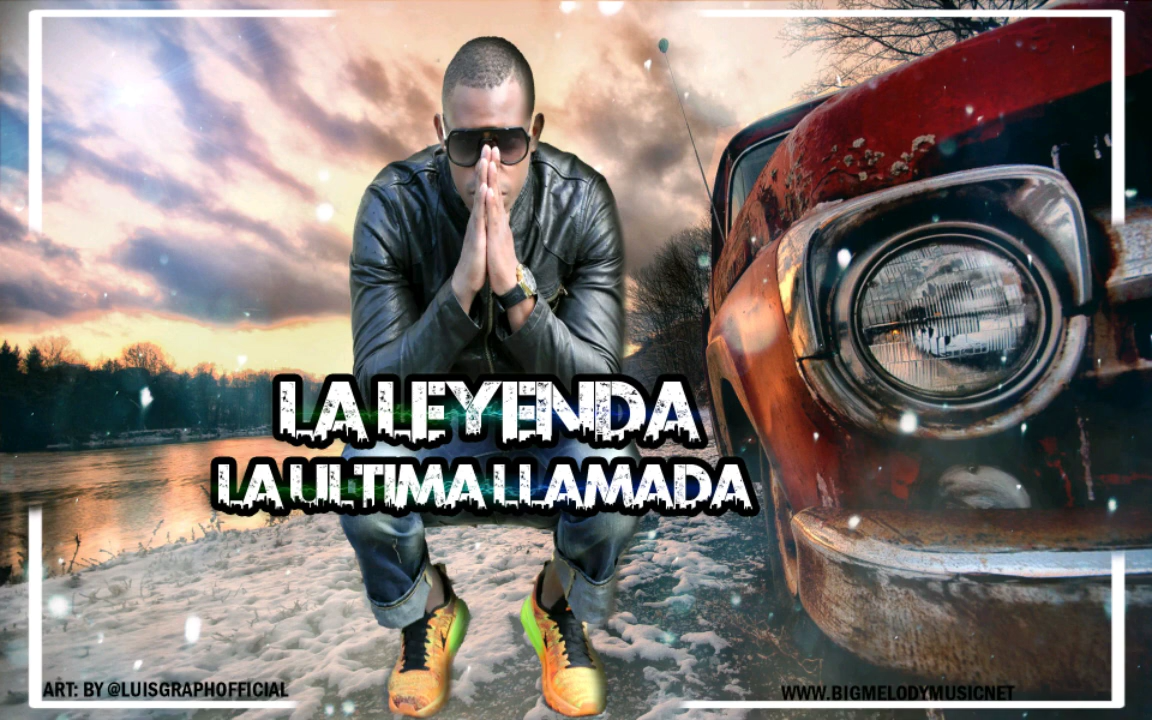 LA LEYENDA
LA ULTIMA LLAMADA
ART: BY @LUISGRAPHOFFICIAL
WWW.BIGMELODYMUSICNET